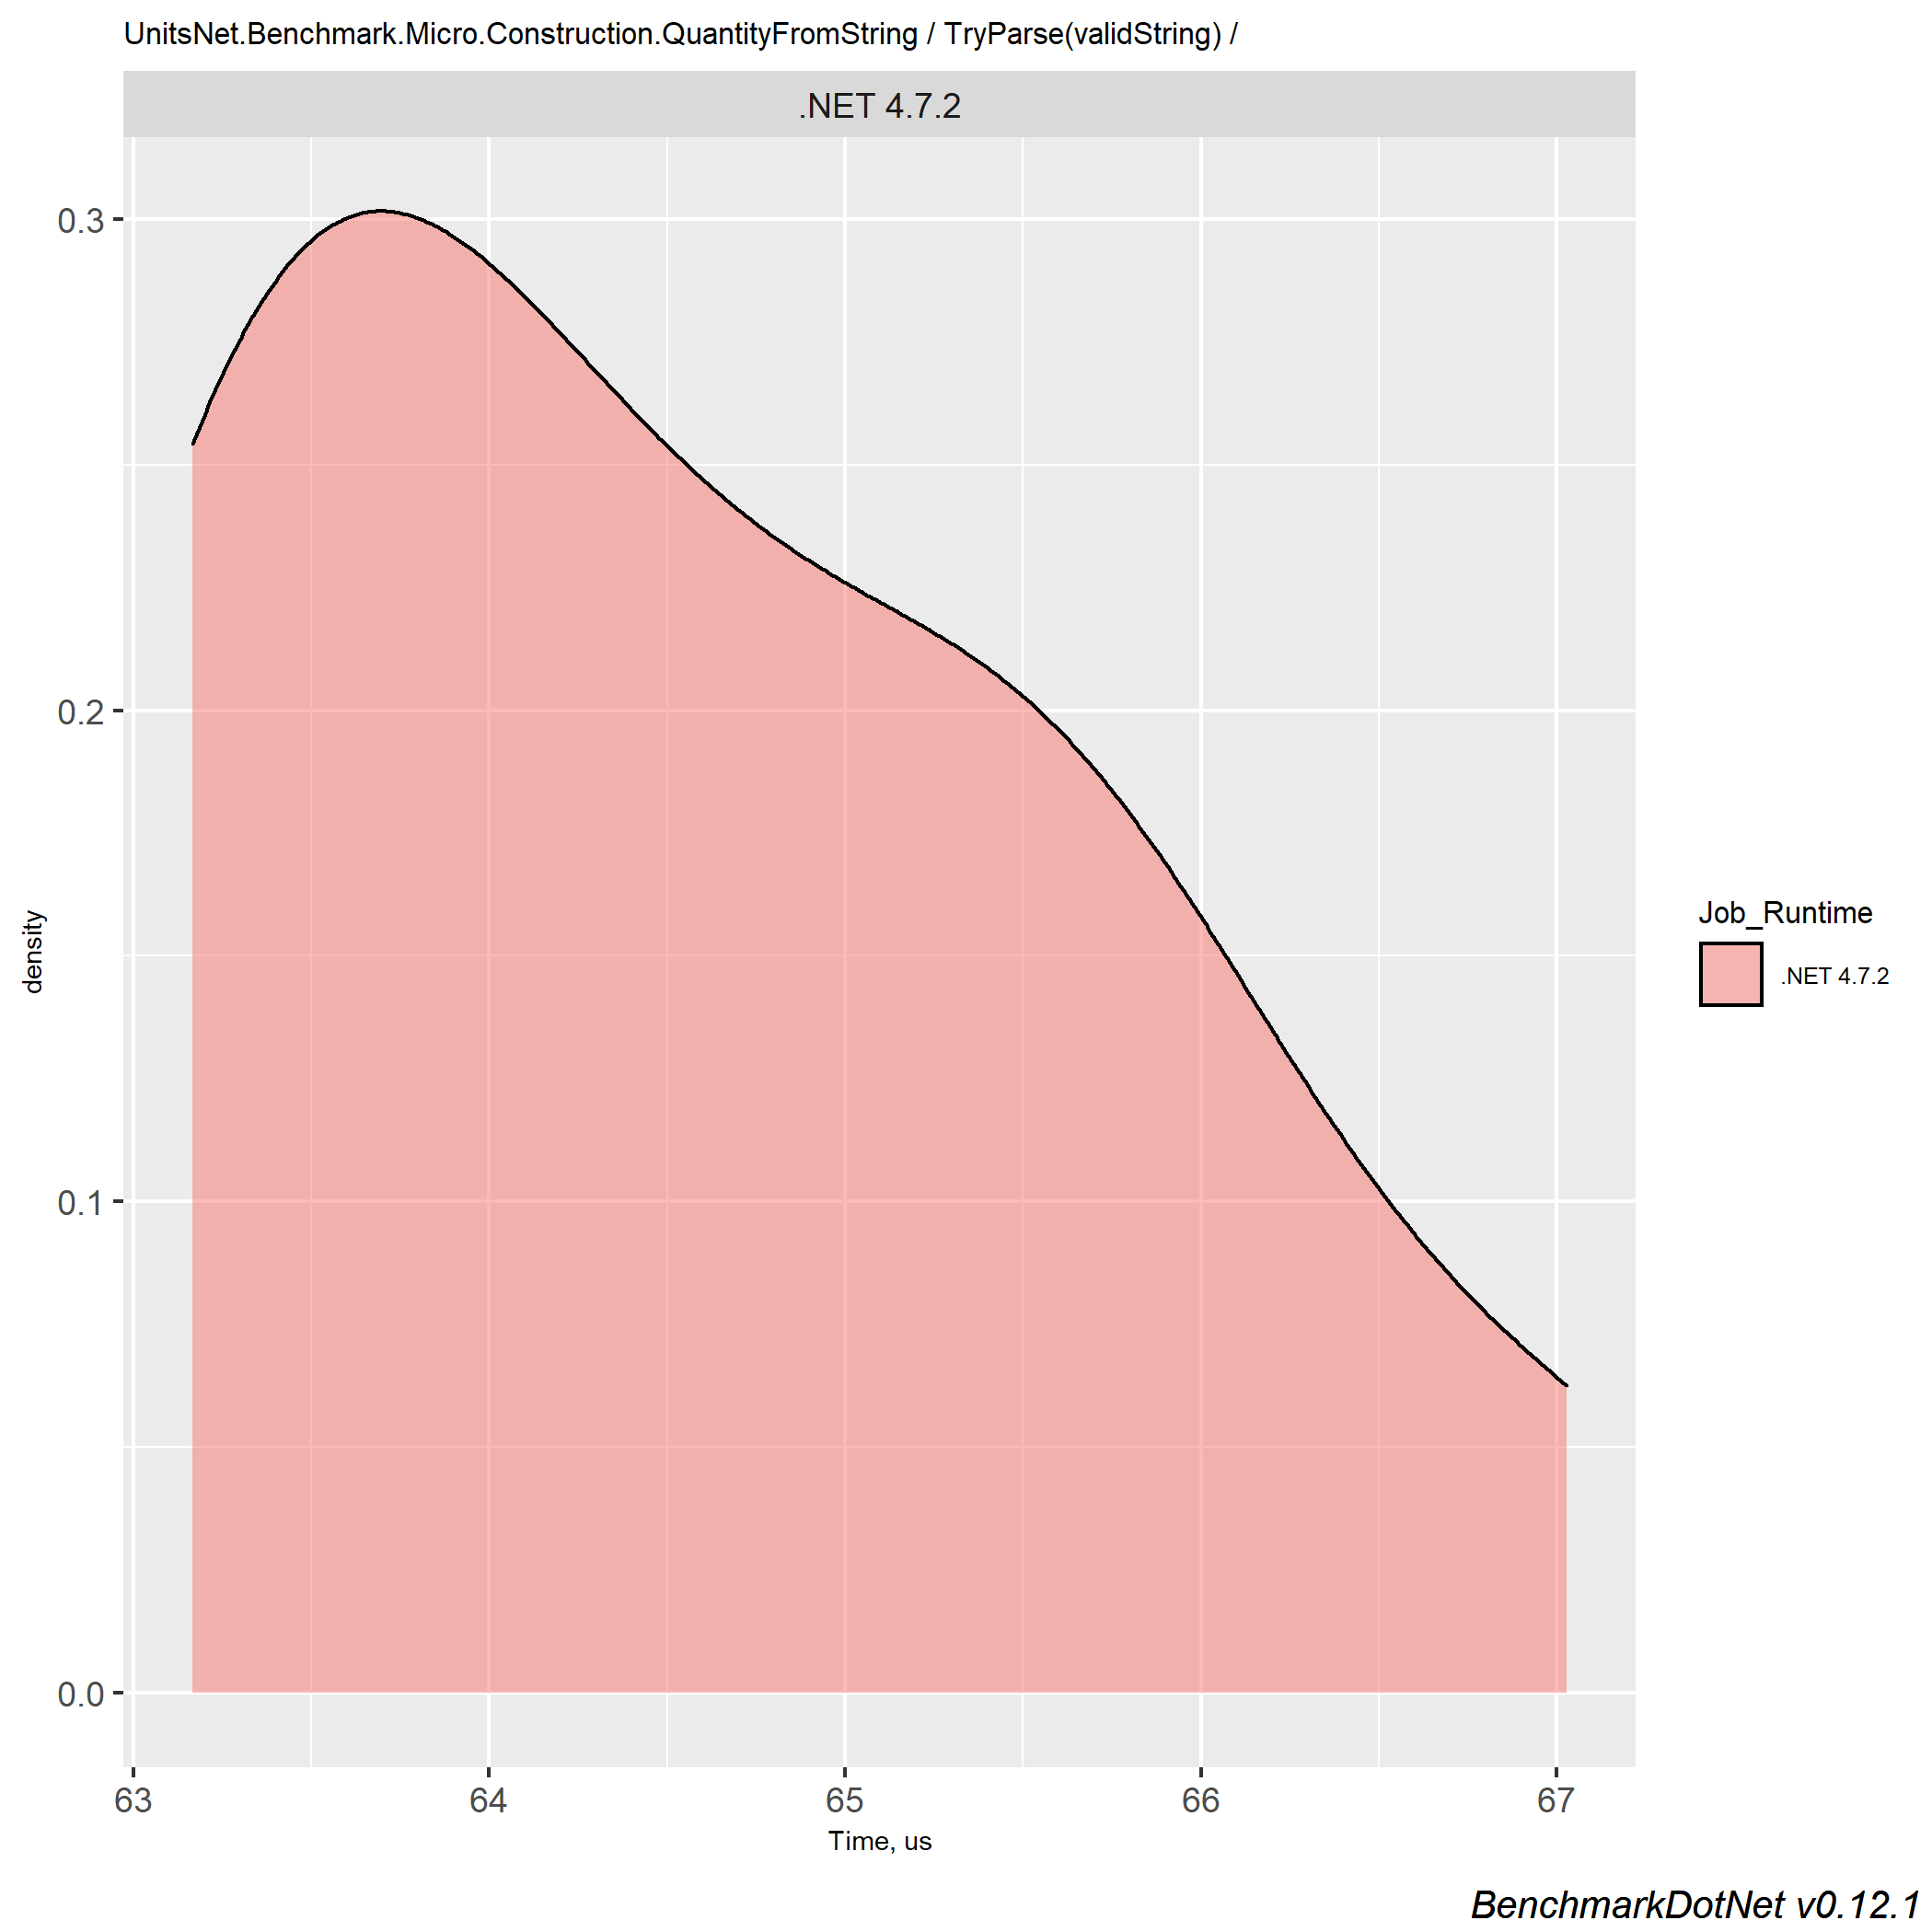 UnitsNet.Benchmark.Micro.Construction.QuantityFromString / TryParse(validString) /
.NET 4.7.2
0.3
0.2
0.1
0.0
density
63 64 65 66 67
Time, us
Job_Runtime
.NET 4.7.2
BenchmarkDotNet v0.12.1